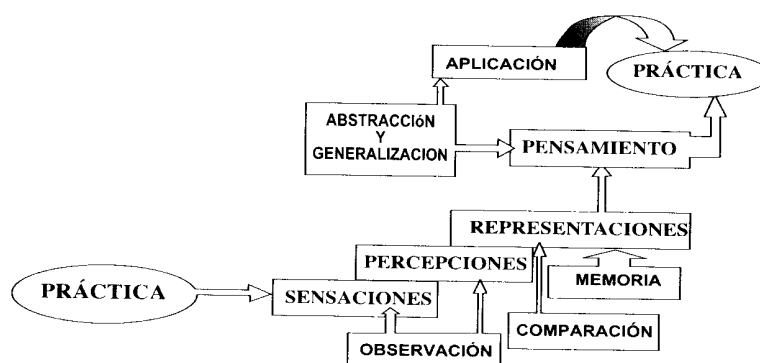 APLICACIÓN
PRÁCTICA
ABSTRACCIóN
Y
GENERALIZACION
PENSAMIENTO
REPRESENTACIONES
PERCEPCIONES
MEMORIA
PRÁCTICA
SENSACIONES
COMPARACIÓN
OBSERVACIÓN